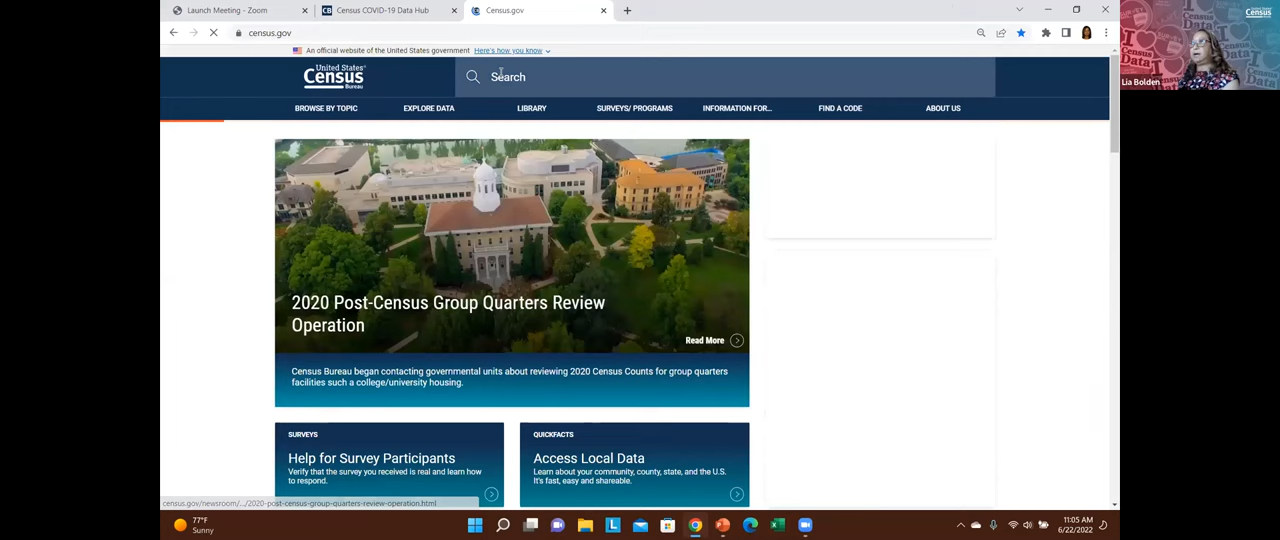 Launch Meeting - Zoom
Census COVID-19 Data Hub
Census.gov
census.gov
An official website of the United States government Here's how you know
United States
Census
Bureau
Search
BROWSE BY TOPIC EXPLORE DATA LIBRARY SURVEYS/ PROGRAMS INFORMATION FOR... FIND A CODE ABOUT US
2020 Post-Census Group Quarters Review
Operation
Read More
Census Bureau began contacting governmental units about reviewing 2020 Census Counts for group quarters
facilities such a college/university housing.
SURVEYS
Help for Survey Participants
Verify that the survey you received is real and learn how
to respond.
QUICKFACTS
Access Local Data
Learn about your community, county, state, and the U.S.
It's fast, easy and shareable.
census.gov/newsroom/.../2020-post-census-group-quarters-review-operation.html
77°F
Sunny
11:05 AM
6/22/2022
Census
I
Census
Data
Lia Bolden